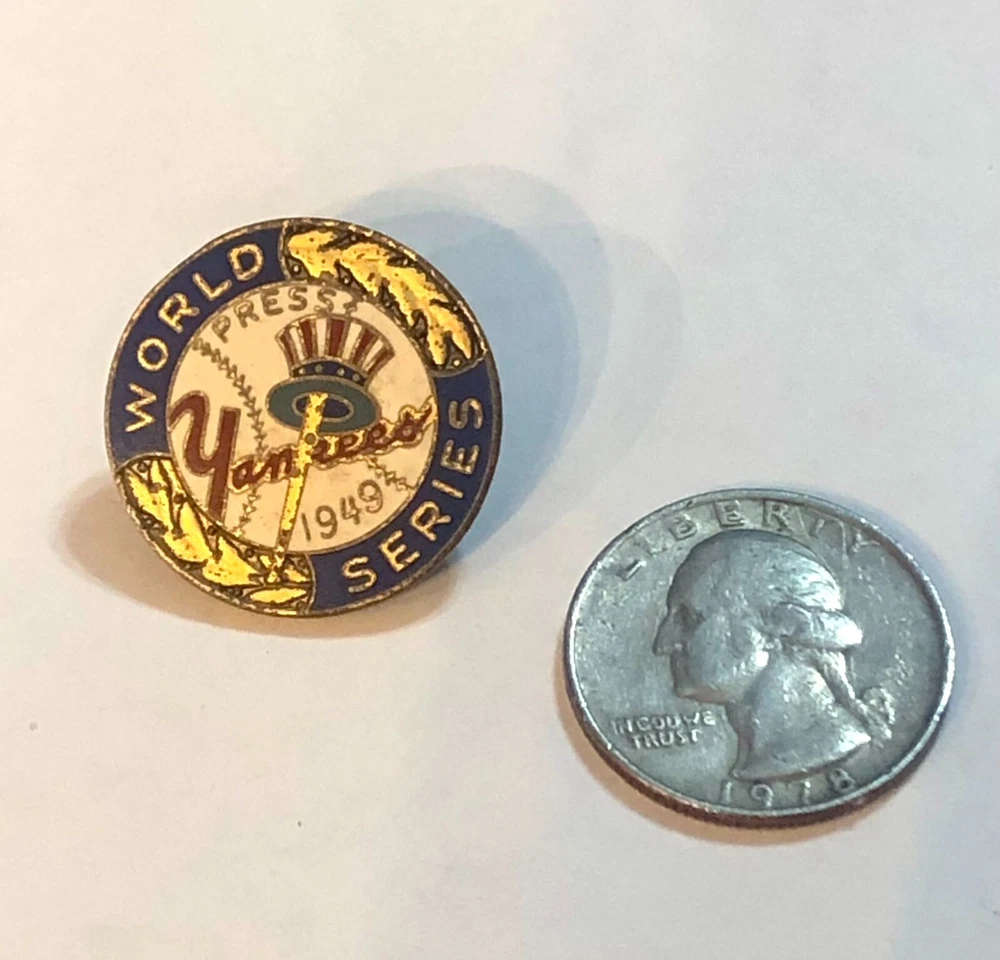 WORLD
PRESS
Yankees
1949
SERIES
LIBERTY
IN GOD WE
TRUST
1978